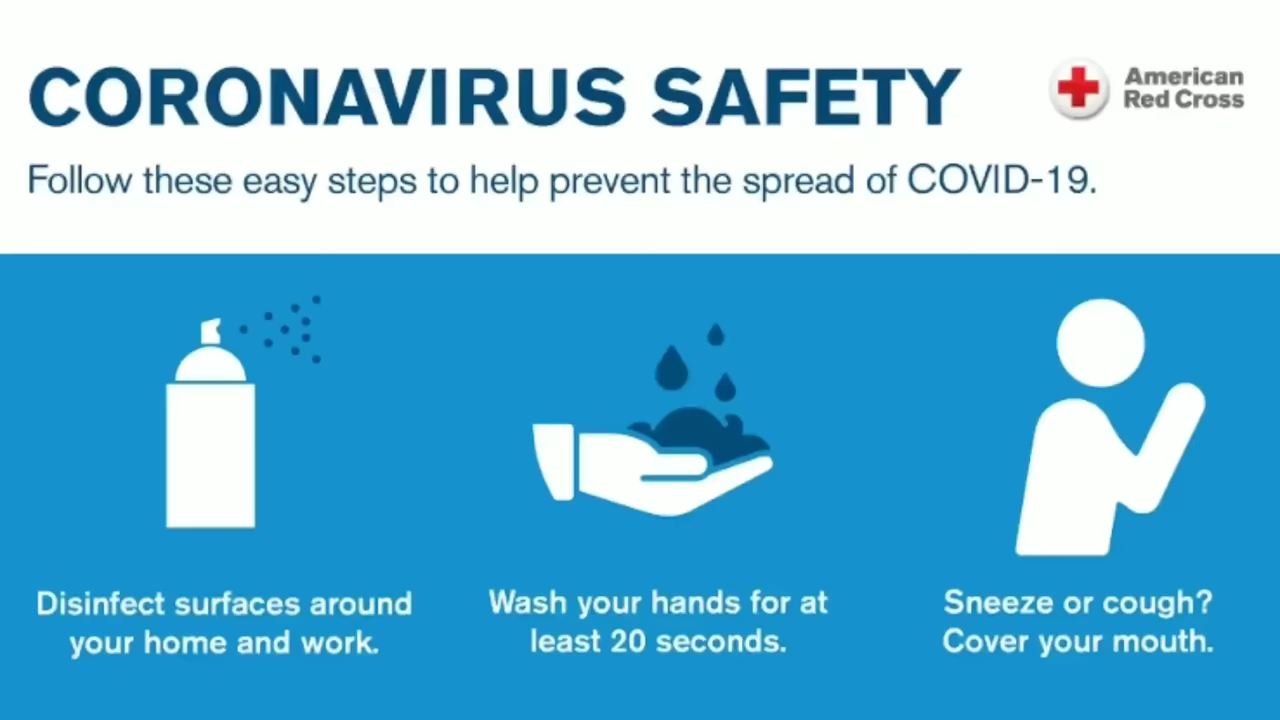 CORONAVIRUS SAFETY
American
Red Cross
Follow these easy steps to help prevent the spread of COVID-19.
Disinfect surfaces around
your home and work.
Wash your hands for at
least 20 seconds.
Sneeze or cough?
Cover your mouth.